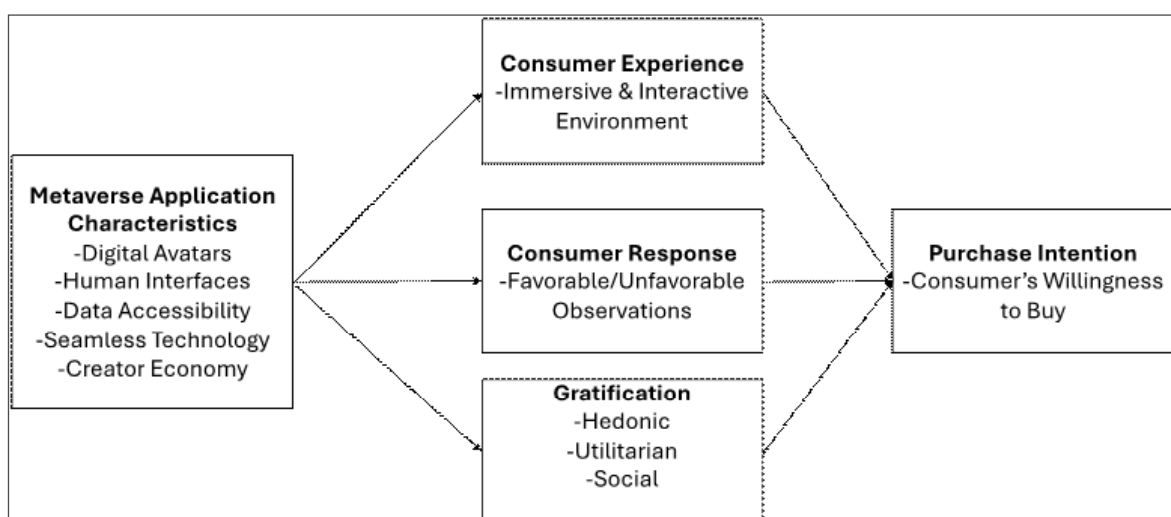 Metaverse Application
Characteristics
-Digital Avatars
-Human Interfaces
-Data Accessibility
-Seamless Technology
-Creator Economy
Consumer Experience
-Immersive & Interactive
Environment
Consumer Response
-Favorable/Unfavorable
Observations
Gratification
-Hedonic
-Utilitarian
-Social
Purchase Intention
-Consumer’s Willingness
to Buy